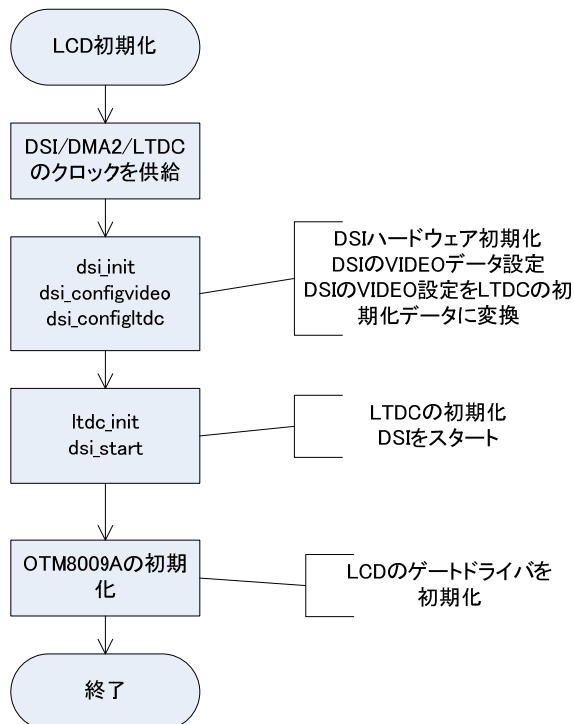 LCD初期化
DSI/DMA2/LTDC
のクロックを供給
dsi_init
dsi_configvideo
dsi_configltdc
DSIハードウェア初期化
DSIのVIDEOデータ設定
DSIのVIDEO設定をLTDCの初
期化データに変換
ltdc_init
dsi_start
LTDCの初期化
DSIをスタート
OTM8009Aの初期
化
LCDのゲートドライバを
初期化
終了